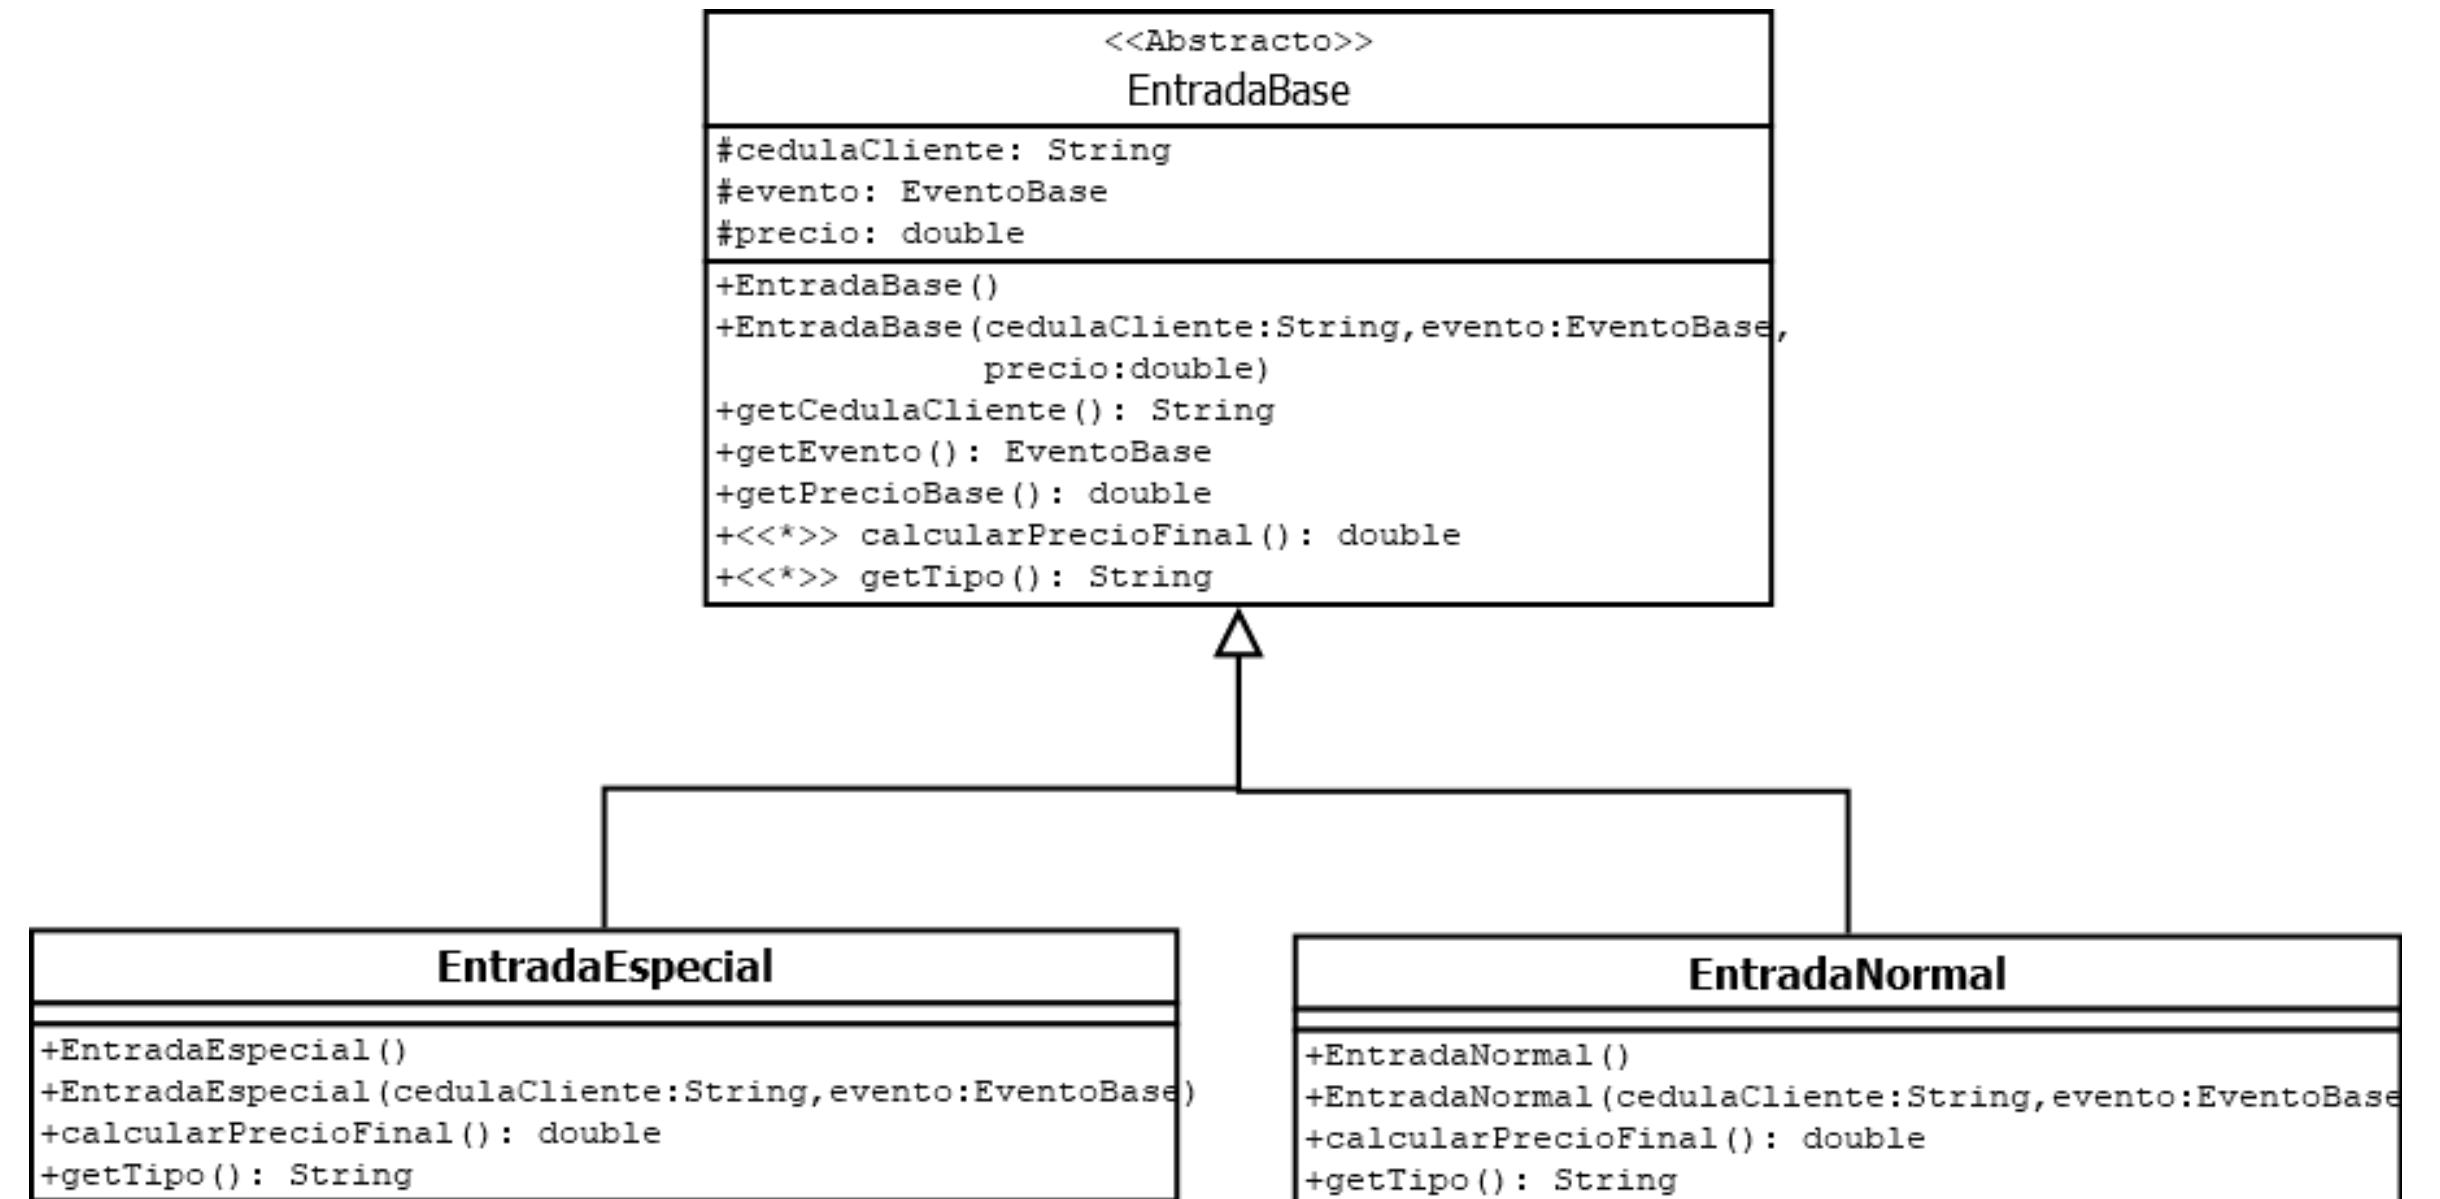 <<Abstracto>>
EntradaBase
#cedulaCliente: String
#evento: EventoBase
#precio: double
+EntradaBase()
+EntradaBase(cedulaCliente:String,evento:EventoBase,
precio:double)
+getCedulaCliente(): String
+getEvento(): EventoBase
+getPrecioBase(): double
+<<*>> calcularPrecioFinal(): double
+<<*>> getTipo(): String
EntradaEspecial
+EntradaEspecial()
+EntradaEspecial(cedulaCliente:String,evento:EventoBase)
+calcularPrecioFinal(): double
+getTipo(): String
EntradaNormal
+EntradaNormal()
+EntradaNormal(cedulaCliente:String,evento:EventoBase
+calcularPrecioFinal(): double
+getTipo(): String